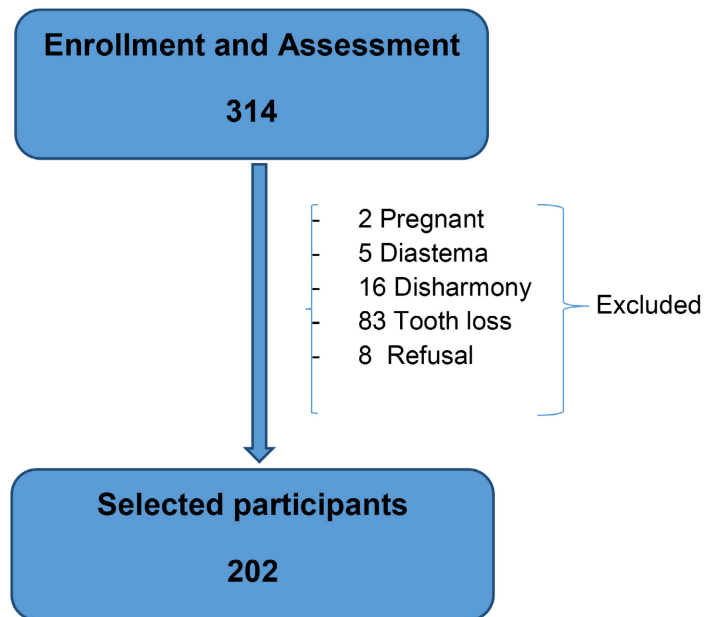 Enrollment and Assessment
314
- 2 Pregnant
- 5 Diastema
- 16 Disharmony
- 83 Tooth loss
- 8 Refusal
Excluded
Selected participants
202